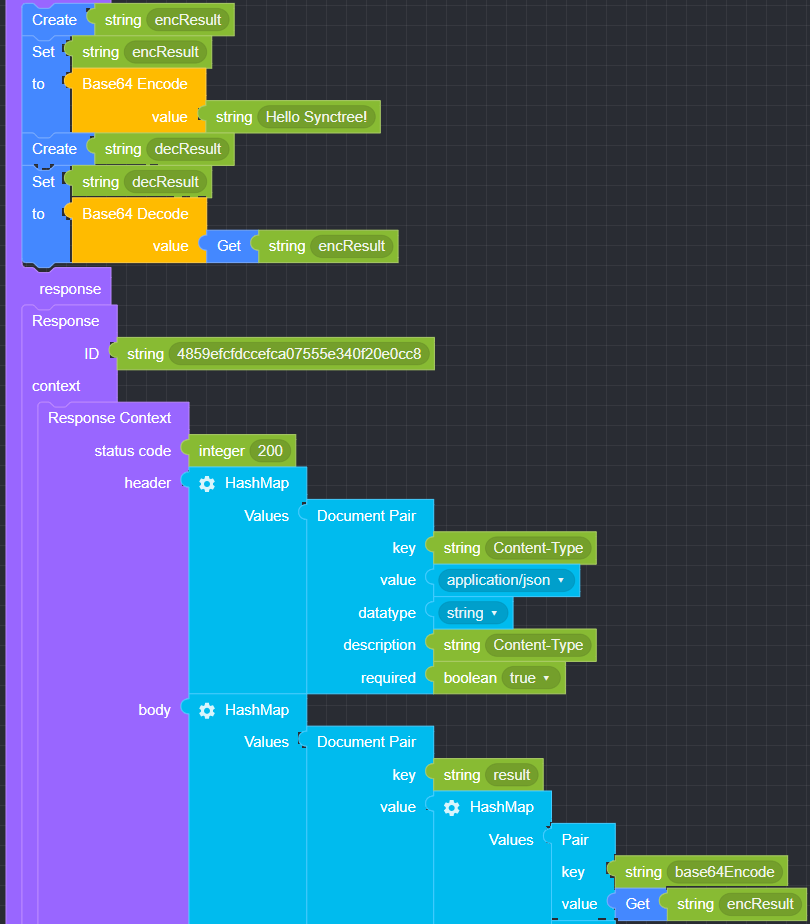 Create string encResult
Set string encResult
to Base64 Encode
value string Hello Synctree!
Create string decResult
Set string decResult
to Base64 Decode
value Get string encResult
response
Response
ID string 4859efcfdccefca07555e340f20e0cc8
context
Response Context
status code integer 200
header HashMap
Values Document Pair
key string Content-Type
value application/json
datatype string
description string Content-Type
required boolean true
body HashMap
Values Document Pair
key string result
value HashMap
Values Pair
key string base64Encode
value Get string encResult